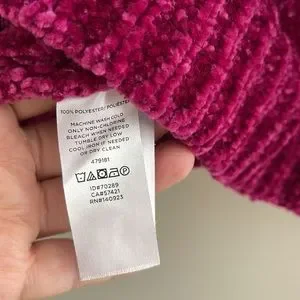 100% POLYESTER/ POLIESTER
MACHINE WASH COLD
ONLY NON-CHLORINE
BLEACH WHEN NEEDED
TUMBLE DRY LOW
COOL IRON IF NEEDED
OR DRY CLEAN
479181
ID#70289
CA#57421
RN#140923